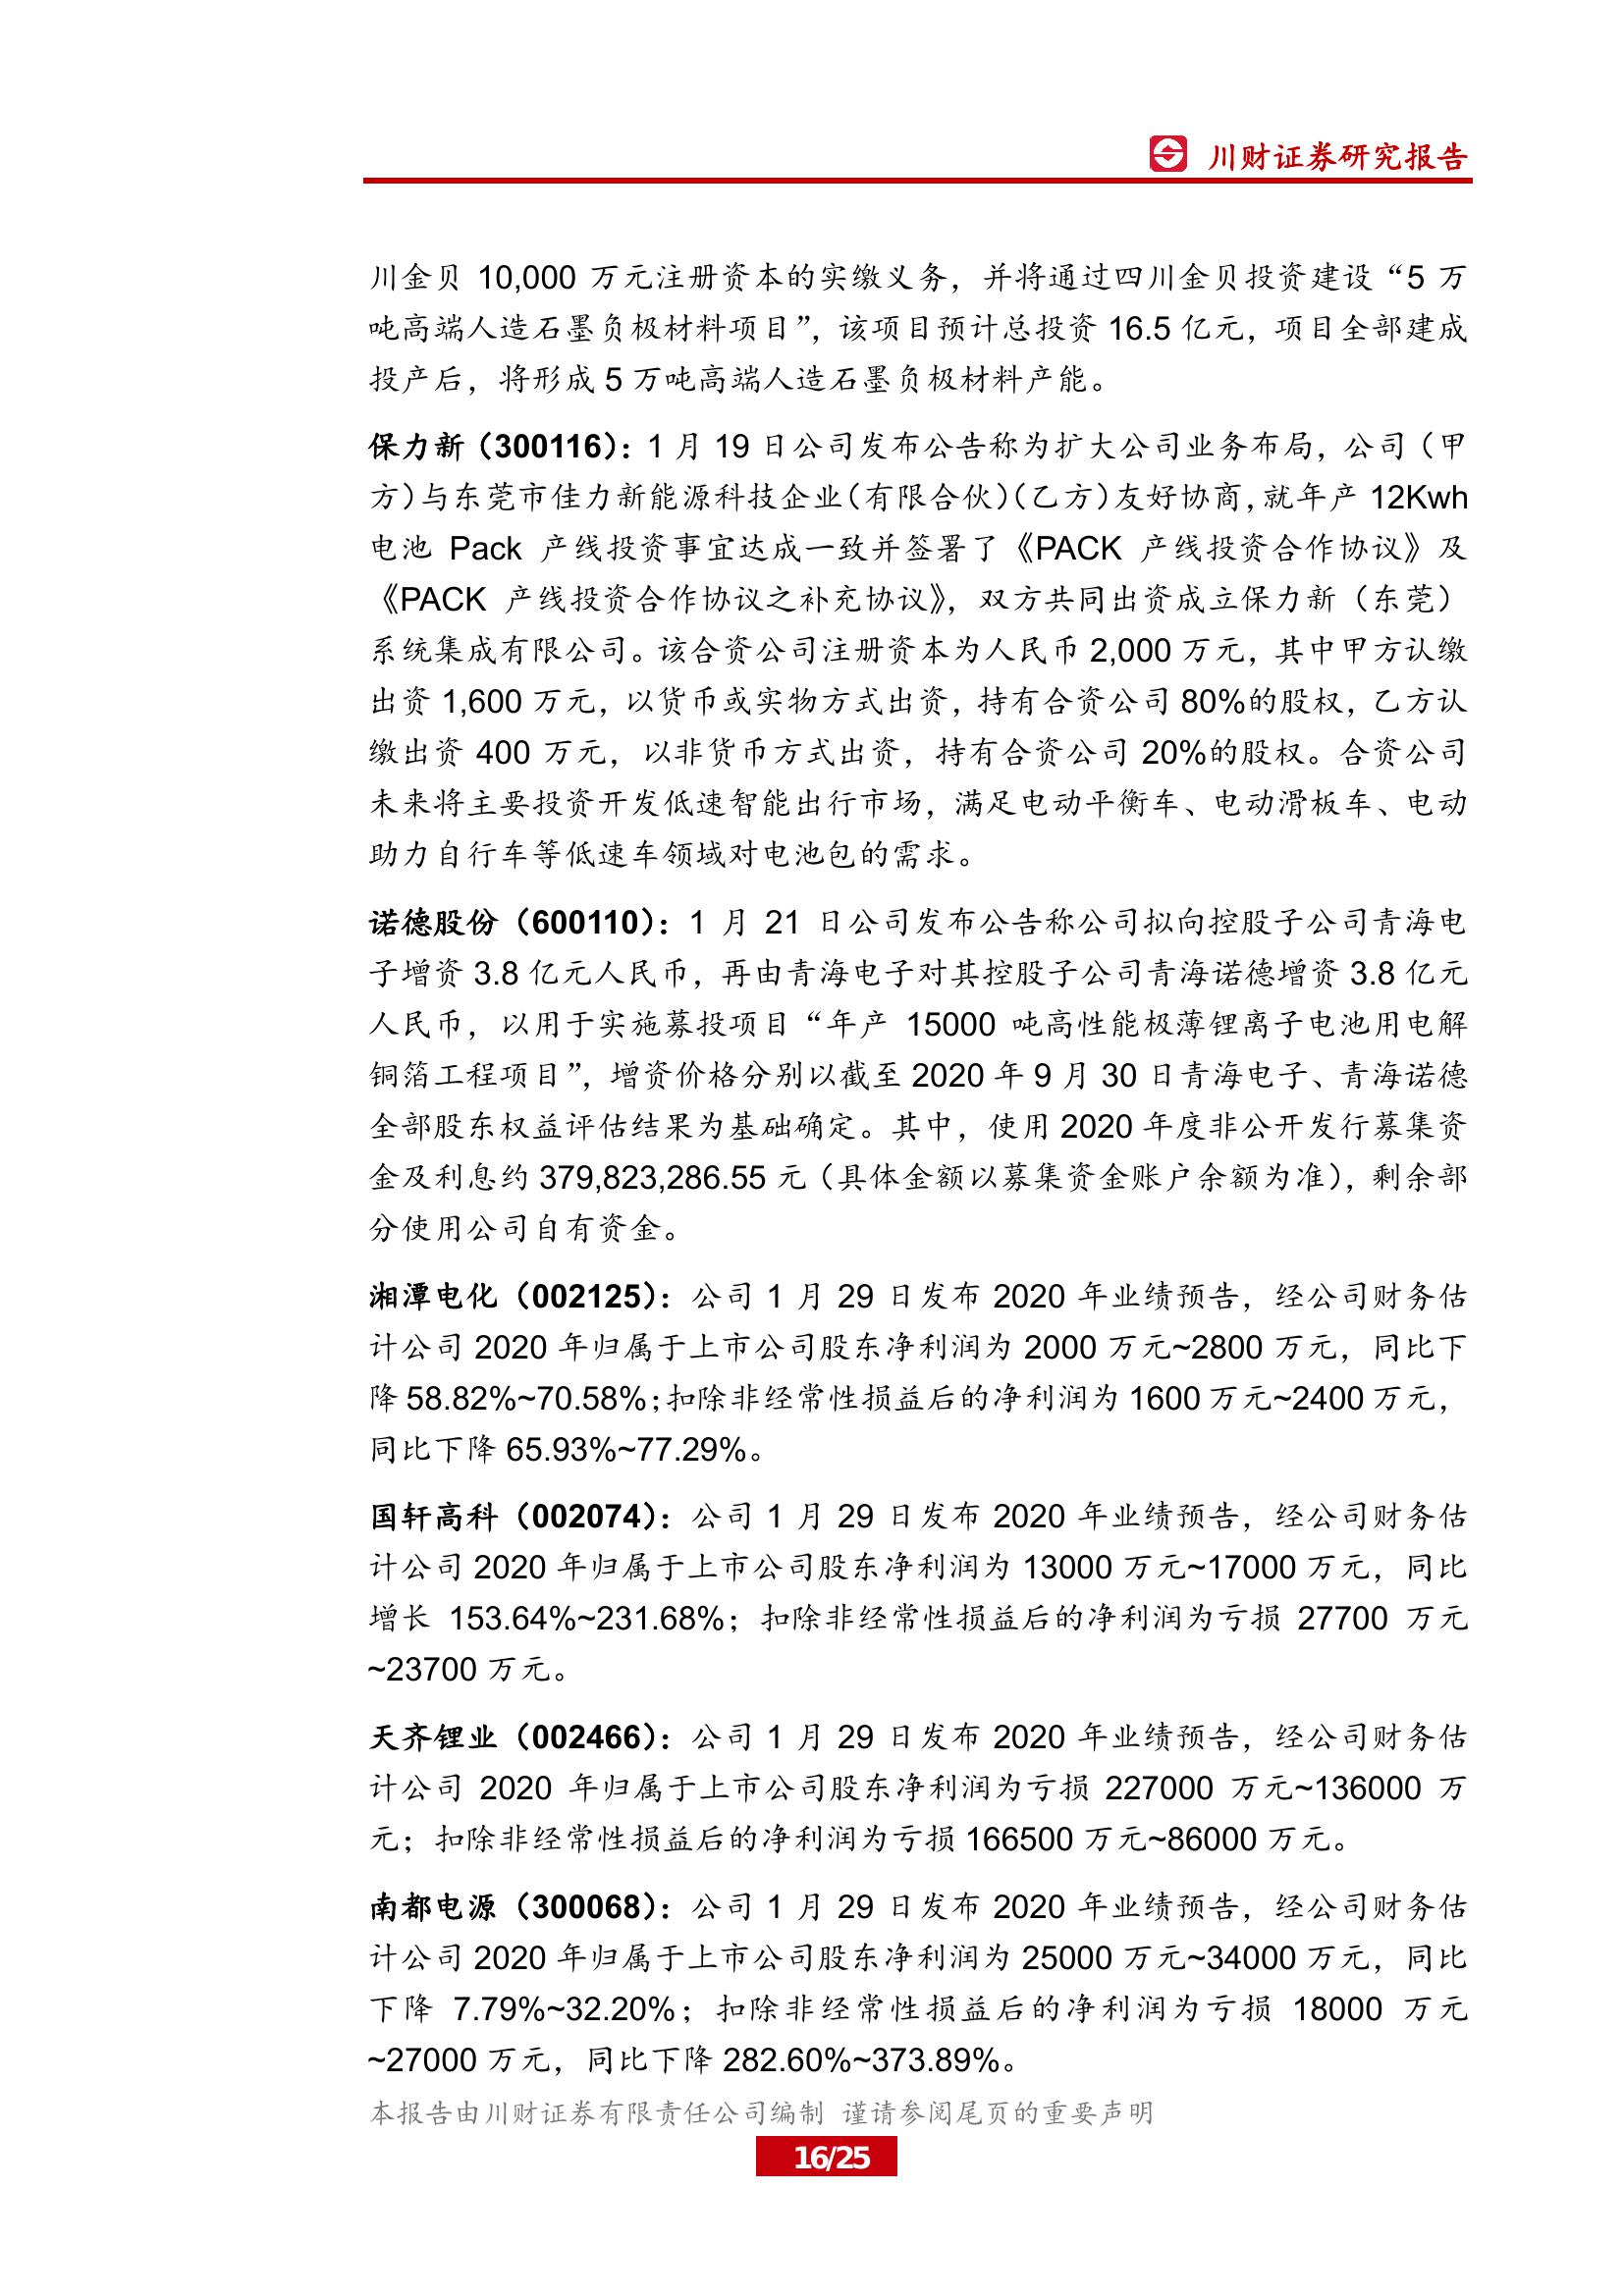 川财证券研究报告
川金贝 10,000 万元注册资本的实缴义务，并将通过四川金贝投资建设“5 万
吨高端人造石墨负极材料项目”，该项目预计总投资 16.5 亿元，项目全部建成
投产后，将形成 5 万吨高端人造石墨负极材料产能。
保力新（300116）：1 月 19 日公司发布公告称为扩大公司业务布局，公司（甲
方）与东莞市佳力新能源科技企业（有限合伙）（乙方）友好协商，就年产 12Kwh
电池 Pack 产线投资事宜达成一致并签署了《PACK 产线投资合作协议》及
《PACK 产线投资合作协议之补充协议》，双方共同出资成立保力新（东莞）
系统集成有限公司。该合资公司注册资本为人民币 2,000 万元，其中甲方认缴
出资 1,600 万元，以货币或实物方式出资，持有合资公司 80%的股权，乙方认
缴出资 400 万元，以非货币方式出资，持有合资公司 20%的股权。合资公司
未来将主要投资开发低速智能出行市场，满足电动平衡车、电动滑板车、电动
助力自行车等低速车领域对电池包的需求。
诺德股份（600110）：1 月 21 日公司发布公告称公司拟向控股子公司青海电
子增资 3.8 亿元人民币，再由青海电子对其控股子公司青海诺德增资 3.8 亿元
人民币，以用于实施募投项目“年产 15000 吨高性能极薄锂离子电池用电解
铜箔工程项目”，增资价格分别以截至 2020 年 9 月 30 日青海电子、青海诺德
全部股东权益评估结果为基础确定。其中，使用 2020 年度非公开发行募集资
金及利息约 379,823,286.55 元（具体金额以募集资金账户余额为准），剩余部
分使用公司自有资金。
湘潭电化（002125）：公司 1 月 29 日发布 2020 年业绩预告，经公司财务估
计公司 2020 年归属于上市公司股东净利润为 2000 万元~2800 万元，同比下
降 58.82%~70.58%；扣除非经常性损益后的净利润为 1600 万元~2400 万元，
同比下降 65.93%~77.29%。
国轩高科（002074）：公司 1 月 29 日发布 2020 年业绩预告，经公司财务估
计公司 2020 年归属于上市公司股东净利润为 13000 万元~17000 万元，同比
增长 153.64%~231.68%；扣除非经常性损益后的净利润为亏损 27700 万元
~23700 万元。
天齐锂业（002466）：公司 1 月 29 日发布 2020 年业绩预告，经公司财务估
计公司 2020 年归属于上市公司股东净利润为亏损 227000 万元~136000 万
元；扣除非经常性损益后的净利润为亏损 166500 万元~86000 万元。
南都电源（300068）：公司 1 月 29 日发布 2020 年业绩预告，经公司财务估
计公司 2020 年归属于上市公司股东净利润为 25000 万元~34000 万元，同比
下降 7.79%~32.20%；扣除非经常性损益后的净利润为亏损 18000 万元
~27000 万元，同比下降 282.60%~373.89%。
本报告由川财证券有限责任公司编制 谨请参阅尾页的重要声明
16/25